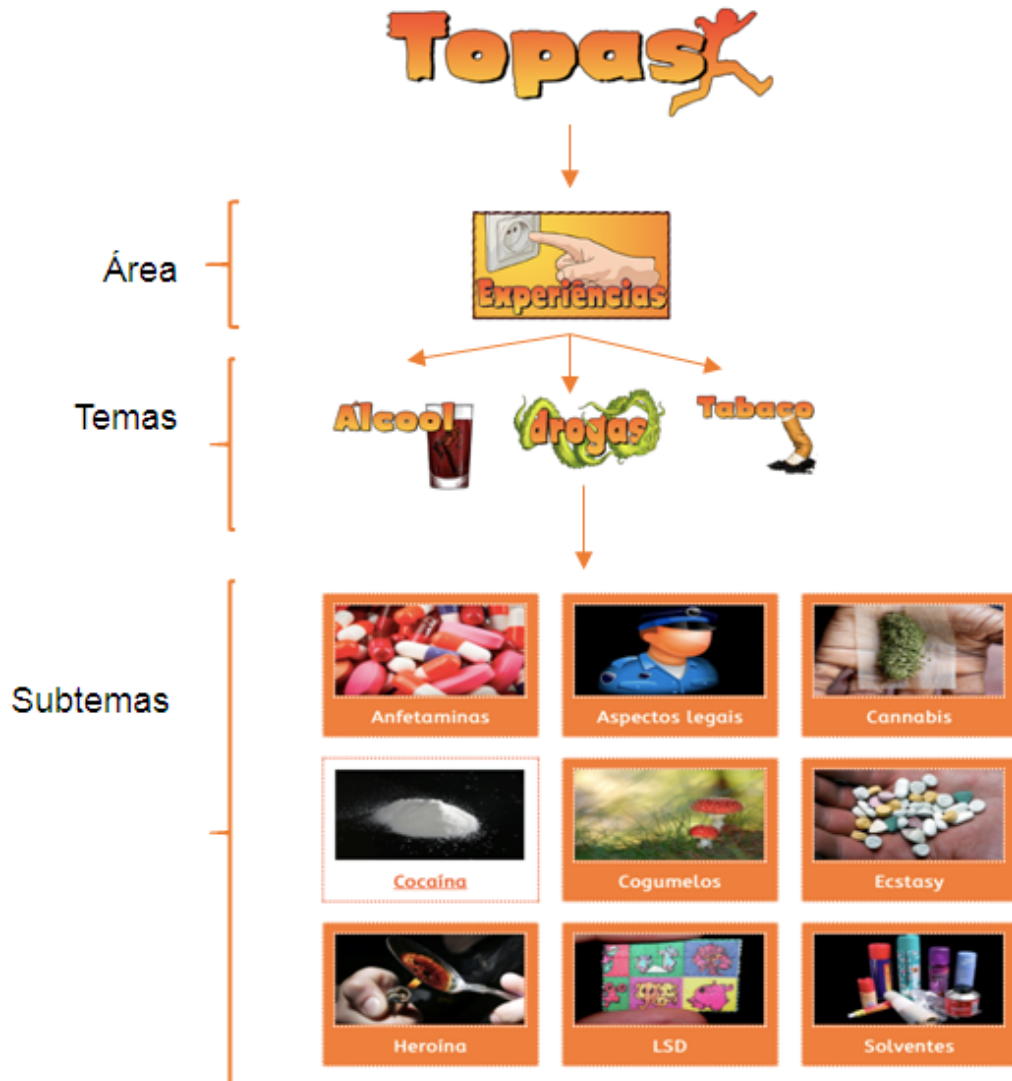 Topas
Área
Experiências
Temas
Álcool
drogas
Tabaco
Subtemas
Anfetaminas
Aspectos legais
Cannabis
Cocaína
Cogumelos
Ecstasy
Heroína
LSD
Solventes